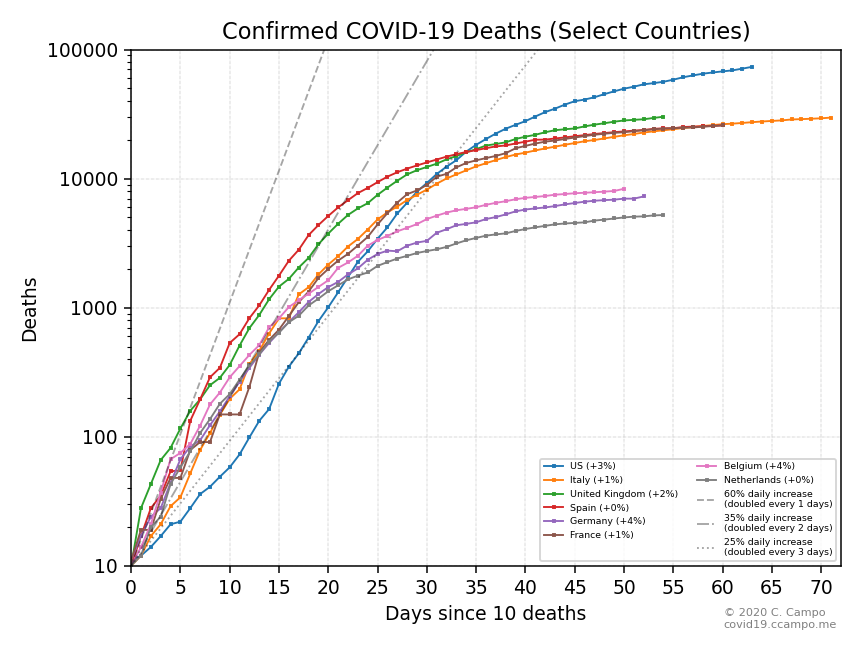 Confirmed COVID-19 Deaths (Select Countries)
100000
10000
1000
100
10
Deaths
0 5 10 15 20 25 30 35 40 45 50 55 60 65 70
Days since 10 deaths
US (+3%)
Italy (+1%)
United Kingdom (+2%)
Spain (+0%)
Germany (+4%)
France (+1%)
Belgium (+4%)
Netherlands (+0%)
60% daily increase
(doubled every 1 days)
35% daily increase
(doubled every 2 days)
25% daily increase
(doubled every 3 days)
© 2020 C. Campo
covid19.ccampo.me